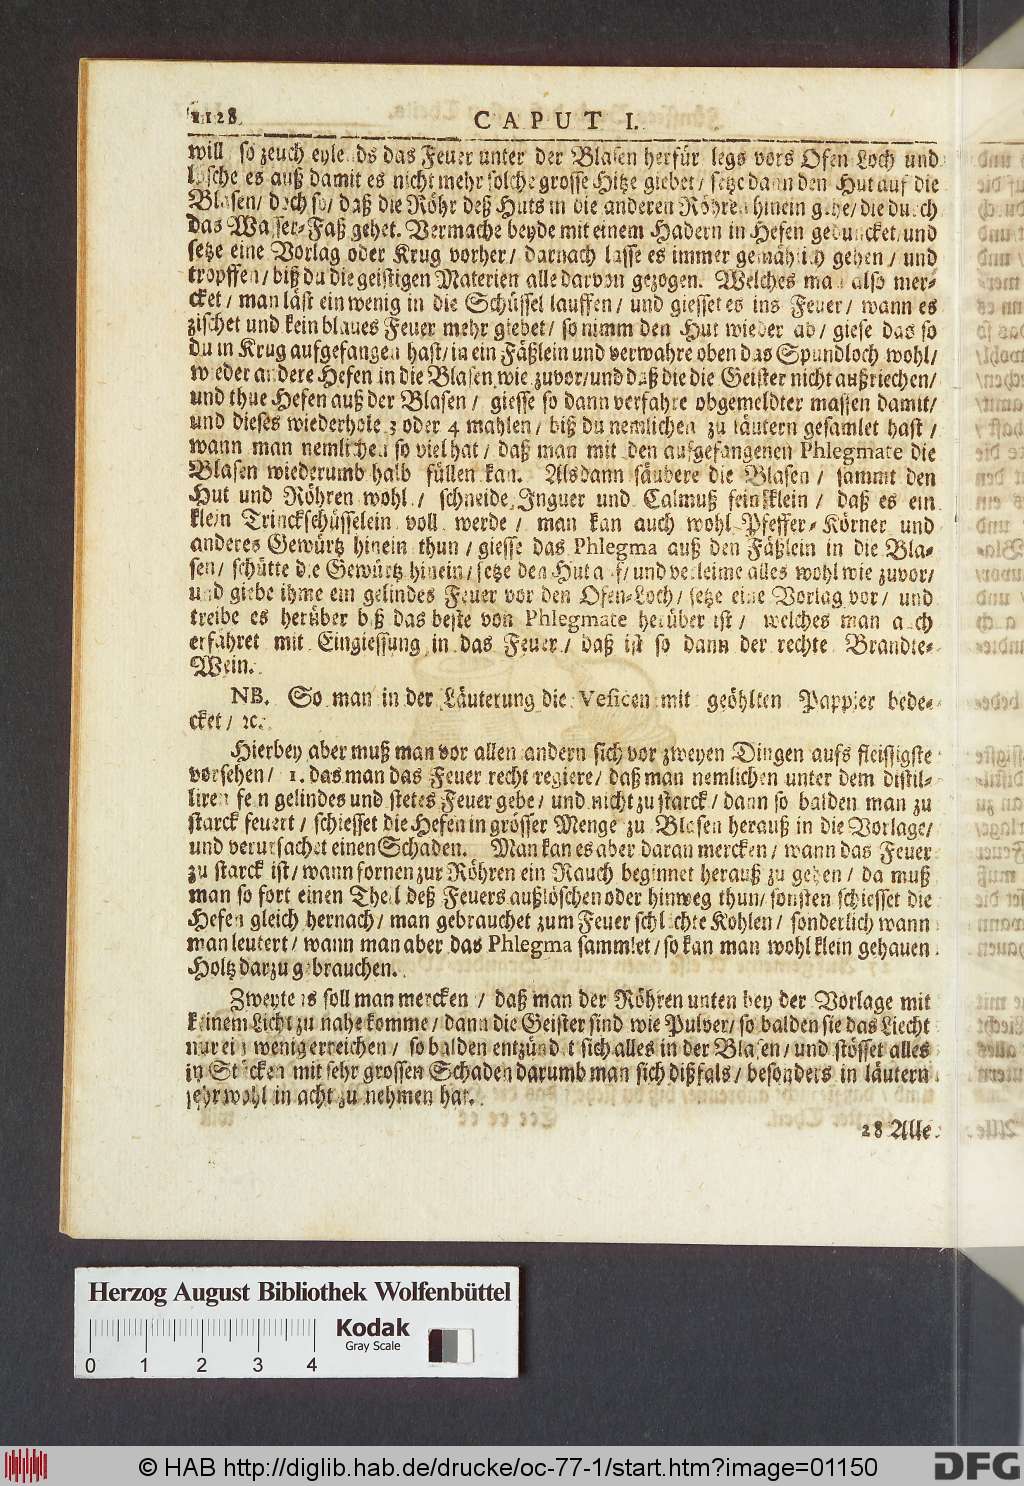 1128 CAPUT I.
will / so zeuch eylends das Feuer unter der Blasen herfür / legs vors Ofen-Loch und
lösche es auß / damit es nicht mehr solche grosse Hitze giebet / setze dann den Hut auf die
Blasen / doch so / daß die Röhr deß Huts in die anderen Röhren hinein gehe / die durch
das Wasser-Faß gehet. Vermache beyde mit einem Hadern in Hefen geduncket / und
setze eine Vorlag oder Krug vorher / darnach lasse es immer gemählich gehen / und
tropffen / biß du die geistigen Materien alle darvon gezogen. Welches man also mer-
cket / man läst ein wenig in die Schüssel lauffen / und giesset es ins Feuer / wann es
zischet und kein blaues Feuer mehr giebet / so nimm den Hut wieder ab / giese das so
du in Krug aufgefangen hast / in ein Fäßlein und verwahre oben das Spundloch wohl /
wieder andere Hefen in die Blasen wie zuvor / und daß die die Geister nicht außriechen /
und thue Hefen auß der Blasen / giesse so dann verfahre obgemeldter massen damit /
und dieses wiederhole 3 oder 4 mahlen / biß du nemlichen zu läutern gesamlet hast /
wann man nemlichen so viel hat / daß man mit den aufgefangenen Phlegmate die
Blasen wiederumb halb füllen kan. Alsdann säubere die Blasen / sammt den
Hut und Röhren wohl / schneide Ingber und Calmuß fein klein / daß es ein
klein Trinckschüsselein voll werde / man kan auch wohl Pfeffer-Körner und
anderes Gewürtz hinein thun / giesse das Phlegma auß den Fäßlein in die Bla-
sen / schütte die Gewürtz hinein / setze den Hut auf / und verleime alles wohl wie zuvor /
und giebe ihme ein gelindes Feuer vor den Ofen-Loch / setze eine Vorlag vor / und
treibe es herüber biß das beste von Phlegmate herüber ist / welches man auch
erfähret mit Eingiessung in das Feuer / daß ist so dann der rechte Brandte-
Wein.
NB. So man in der Läuterung die Vesicen mit geöhlten Pappier bede-
cket / ꝛc.
Hierbey aber muß man vor allen andern sich vor zweyen Dingen aufs fleissigste
vorsehen / 1. das man das Feuer recht regiere / daß man nemlichen unter dem distil-
liren fein gelindes und stetes Feuer gebe / und nicht zu starck / dann so balden man zu
starck feuert / schiesset die Hefen in grösser Menge zu Blasen herauß in die Vorlage /
und verursachet einen Schaden. Man kan es aber daran mercken / wann das Feuer
zu starck ist / wann fornen zur Röhren ein Rauch beginnet herauß zu gehen / da muß
man so fort einen Theil deß Feuers außlöschen oder hinweg thun / sonsten schiesset die
Hefen gleich hernach / man gebrauchet zum Feuer schlechte Kohlen / sonderlich wann
man leutert / wann man aber das Phlegma sammlet / so kan man wohl klein gehauen
Holtz darzu gebrauchen.
Zweytens soll man mercken / daß man der Röhren unten bey der Vorlage mit
keinem Licht zu nahe komme / dann die Geister sind wie Pulver / so balden sie das Liecht
nur ein wenig erreichen / so balden entzündet sich alles in der Blasen / und stösset alles
in Stücken mit sehr grossen Schaden darumb man sich dißfals / besonders in läutern
sehr wohl in acht zu nehmen hat.
28 Alle
Herzog August Bibliothek Wolfenbüttel
Kodak
Gray Scale
0 1 2 3 4
© HAB http://diglib.hab.de/drucke/oc-77-1/start.htm?image=01150
DFG